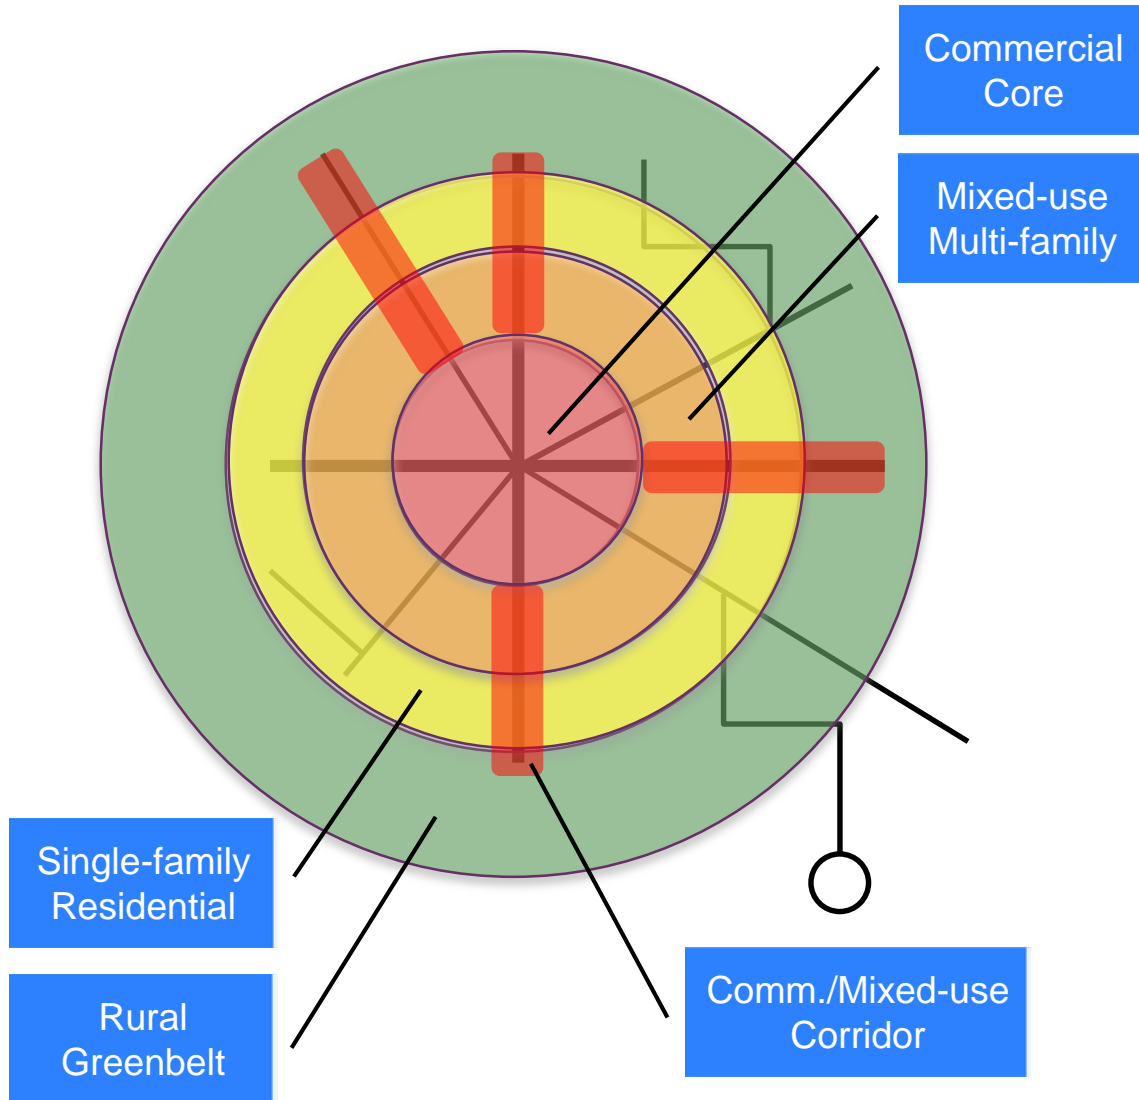 Commercial
Core
Mixed-use
Multi-family
Single-family
Residential
Rural
Greenbelt
Comm./Mixed-use
Corridor